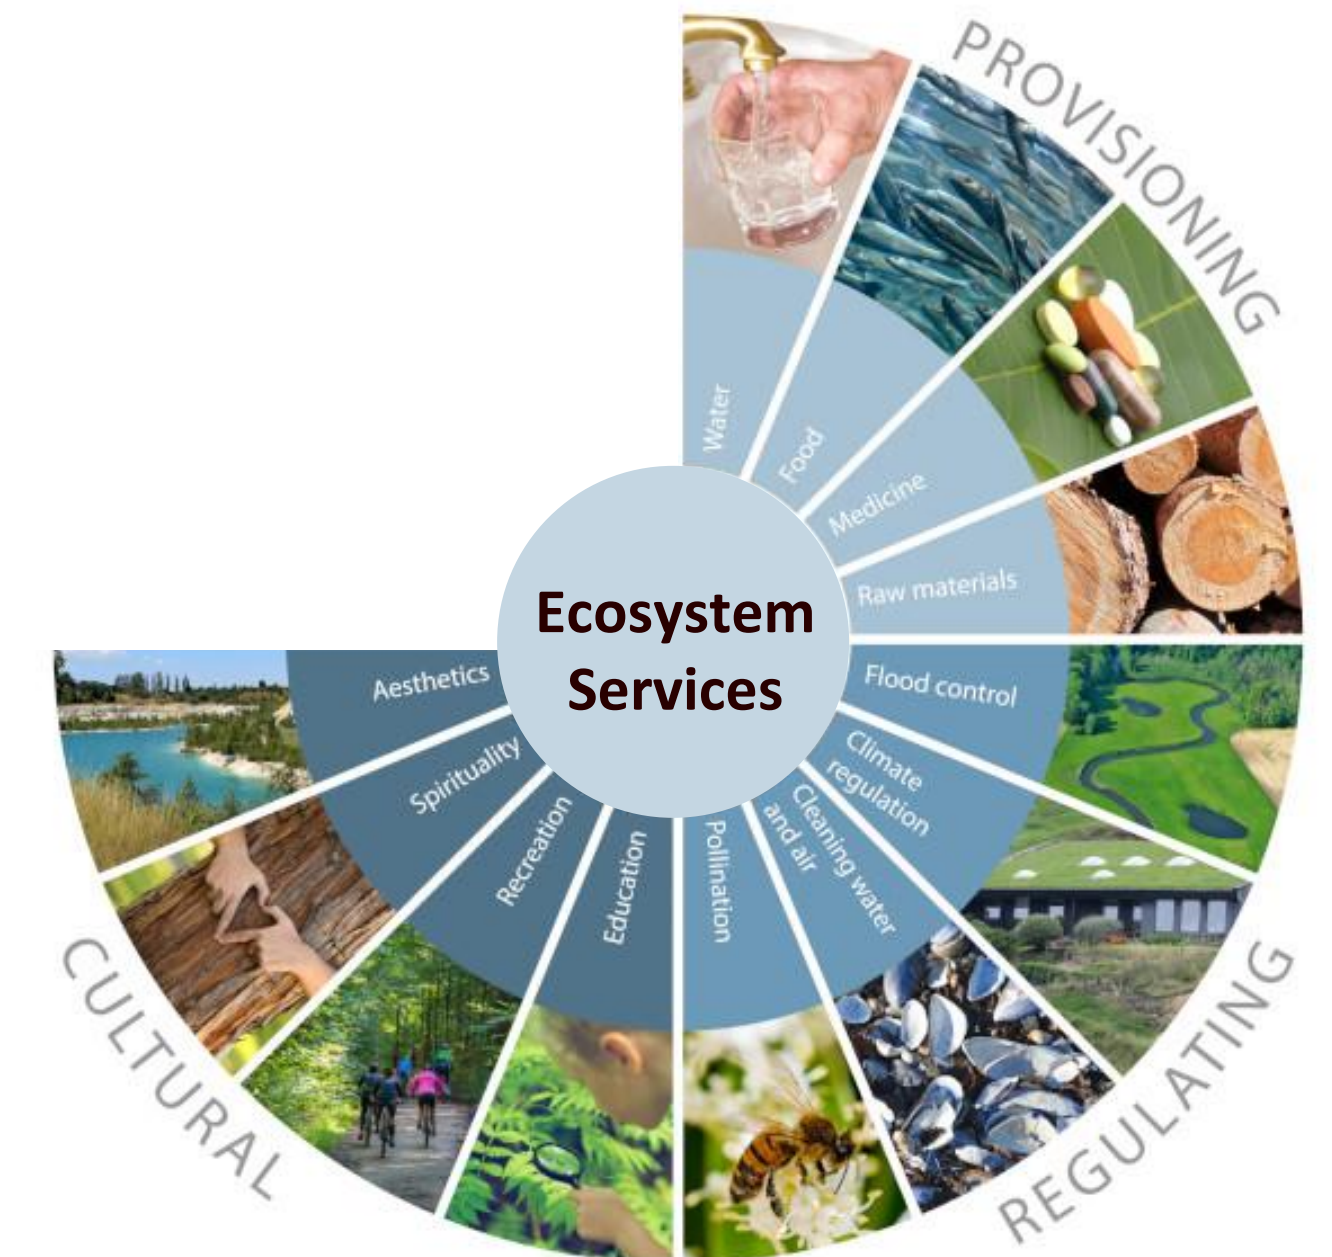 PROVISIONING
Water
Food
Medicine
Raw materials
Ecosystem
Services
Flood control
Climate
regulation
Cleaning water
and air
Pollination
REGULATING
Education
Recreation
Spirituality
Aesthetics
CULTURAL